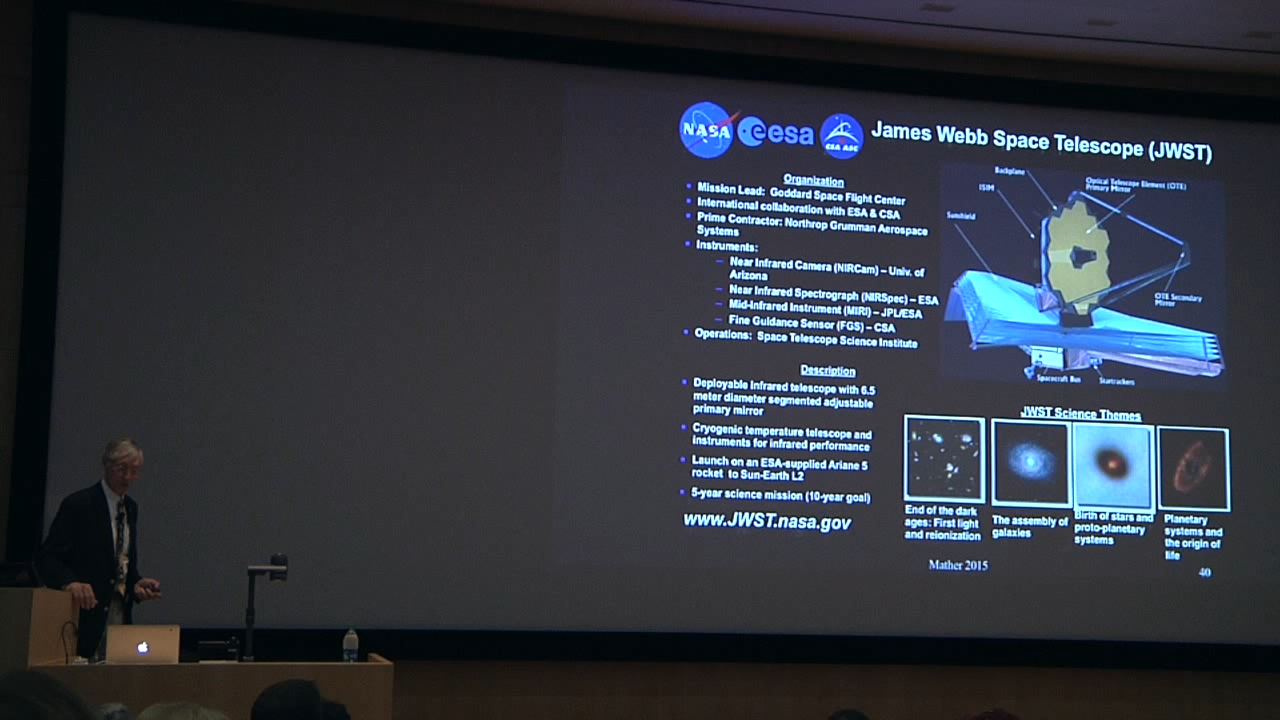 NASA
esa
CSA ASC
James Webb Space Telescope (JWST)
Organization
Mission Lead: Goddard Space Flight Center
International collaboration with ESA & CSA
Prime Contractor: Northrop Grumman Aerospace
Systems
Instruments:
– Near Infrared Camera (NIRCam) – Univ. of
Arizona
– Near Infrared Spectrograph (NIRSpec) – ESA
– Mid-Infrared Instrument (MIRI) – JPL/ESA
– Fine Guidance Sensor (FGS) – CSA
Operations: Space Telescope Science Institute
Description
Deployable infrared telescope with 6.5
meter diameter segmented adjustable
primary mirror
Cryogenic temperature telescope and
instruments for infrared performance
Launch on an ESA-supplied Ariane 5
rocket to Sun-Earth L2
5-year science mission (10-year goal)
www.JWST.nasa.gov
Backplane
Optical Telescope Element (OTE)
Primary Mirror
ISIM
Sunshield
OTE Secondary
Mirror
Spacecraft Bus
Startrackers
JWST Science Themes
End of the dark
ages: First light
and reionization
The assembly of
galaxies
Birth of stars and
proto-planetary
systems
Planetary
systems and
the origin of
life
Mather 2015
40